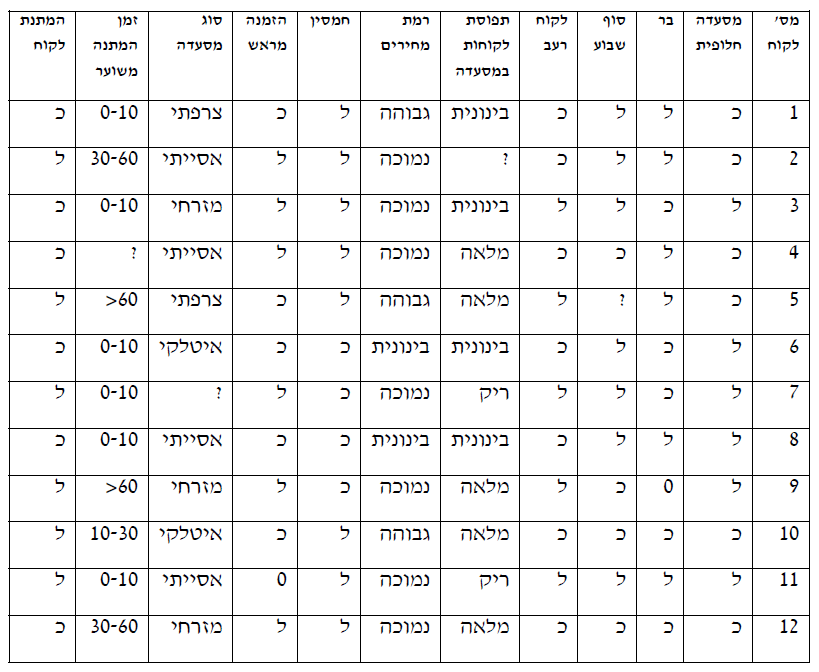 מס' לקוח מסעדה חלופית בר סוף שבוע לקוח רעב תפוסת לקוחות במסעדה רמת מחירים חמסין הזמנה מראש סוג מסעדה זמן המתנה משוער המתנת לקוח
1 כ ל ל כ בינונית גבוהה ל כ צרפתי 0-10 כ
2 כ ל ל כ ? נמוכה ל ל אסייתי 30-60 ל
3 ל כ ל ל בינונית נמוכה ל ל מזרחי 0-10 כ
4 כ ל כ כ מלאה נמוכה ל ל אסייתי ? כ
5 כ ל ? ל מלאה גבוהה ל כ צרפתי >60 ל
6 ל כ ל כ בינונית בינונית כ כ איטלקי 0-10 כ
7 ל כ ל ל ריק נמוכה כ ל ? 0-10 ל
8 ל ל ל כ בינונית בינונית כ כ אסייתי 0-10 כ
9 ל 0 כ ל מלאה נמוכה כ ל מזרחי >60 ל
10 כ כ כ כ מלאה גבוהה ל כ איטלקי 10-30 ל
11 ל ל ל ל ריק נמוכה ל 0 אסייתי 0-10 ל
12 כ כ כ כ מלאה נמוכה ל ל מזרחי 30-60 כ